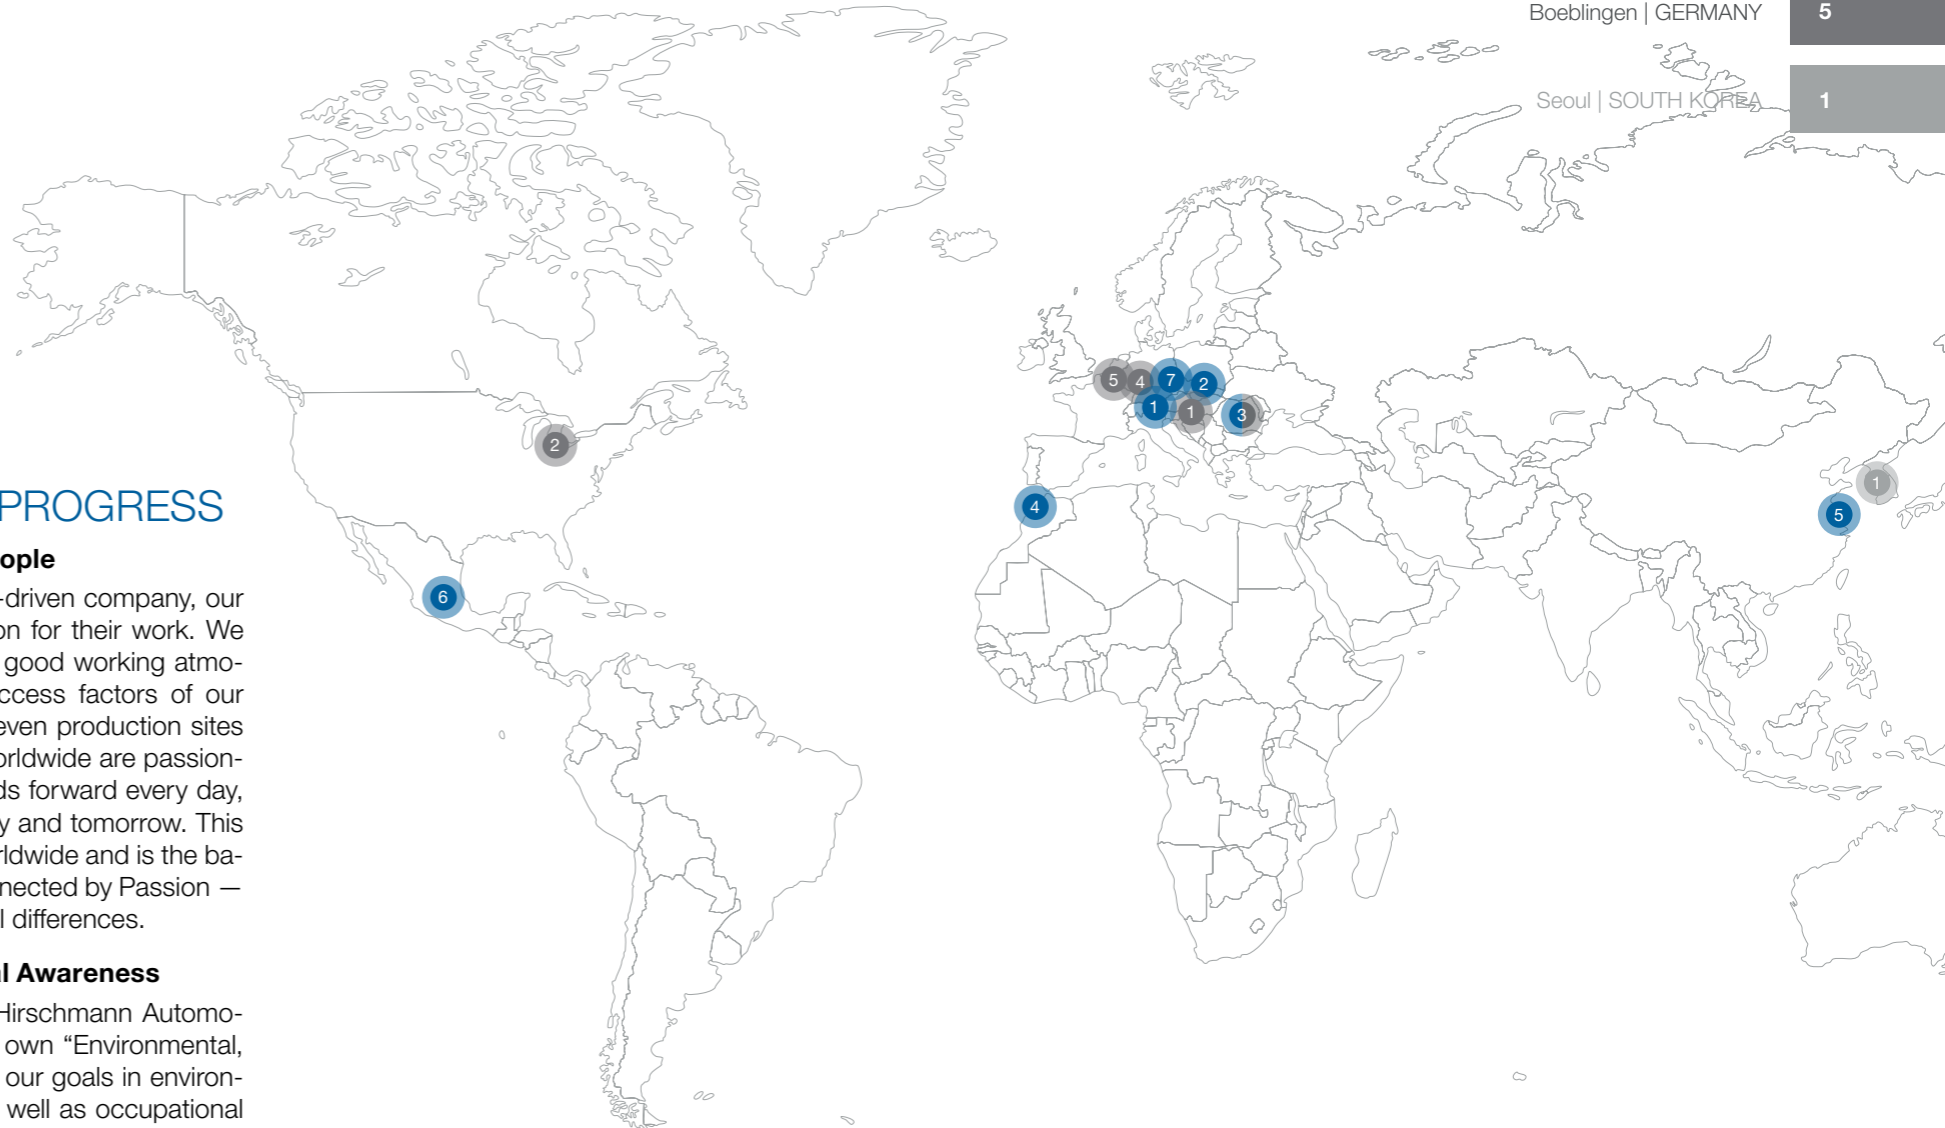 Boeblingen | GERMANY 5
Seoul | SOUTH KOREA 1
5 4 7 2
1 1 3
2
1
4 5
6
PROGRESS
ople
-driven company, our
on for their work. We
good working atmo-
ccess factors of our
even production sites
orldwide are passion-
ds forward every day,
y and tomorrow. This
rldwide and is the ba-
nnected by Passion —
l differences.
al Awareness
Hirschmann Automo-
own “Environmental,
our goals in environ-
well as occupational